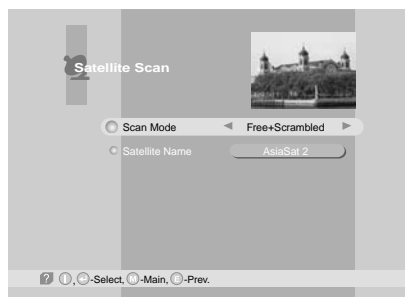 Satellite Scan
Scan Mode Free+Scrambled
Satellite Name AsiaSat 2
? , -Select, M -Main, E -Prev.